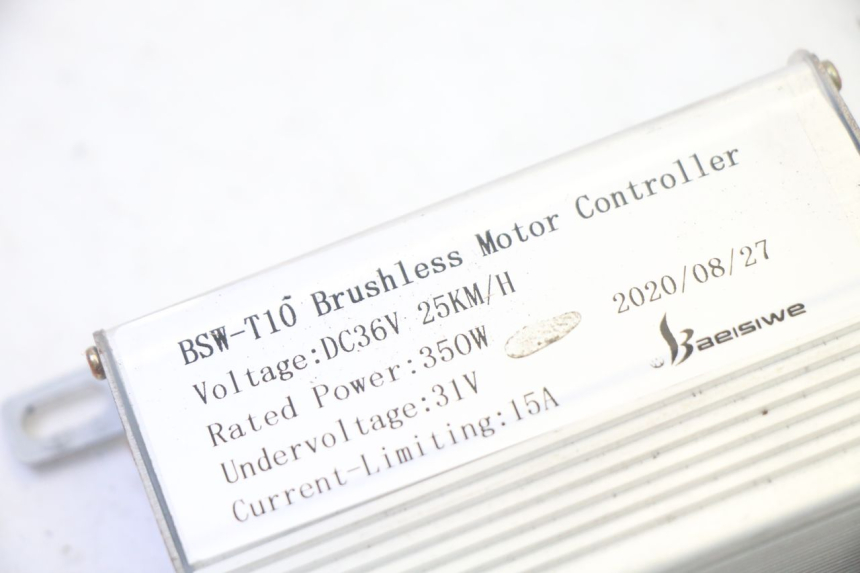 BSW-T10 Brushless Motor Controller
Voltage:DC36V 25KM/H
Rated Power:350W
2020/08/27
Undervoltage:31V
Baeisiwe
Current-Limiting:15A